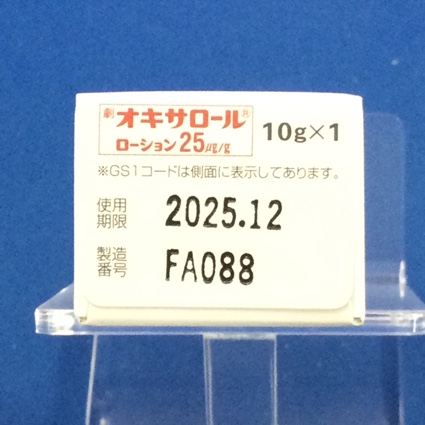 劇 オキサロール®
ローション25μg/g
10g×1
※GS1コードは側面に表示してあります。
使用期限 2025.12
製造番号 FA088